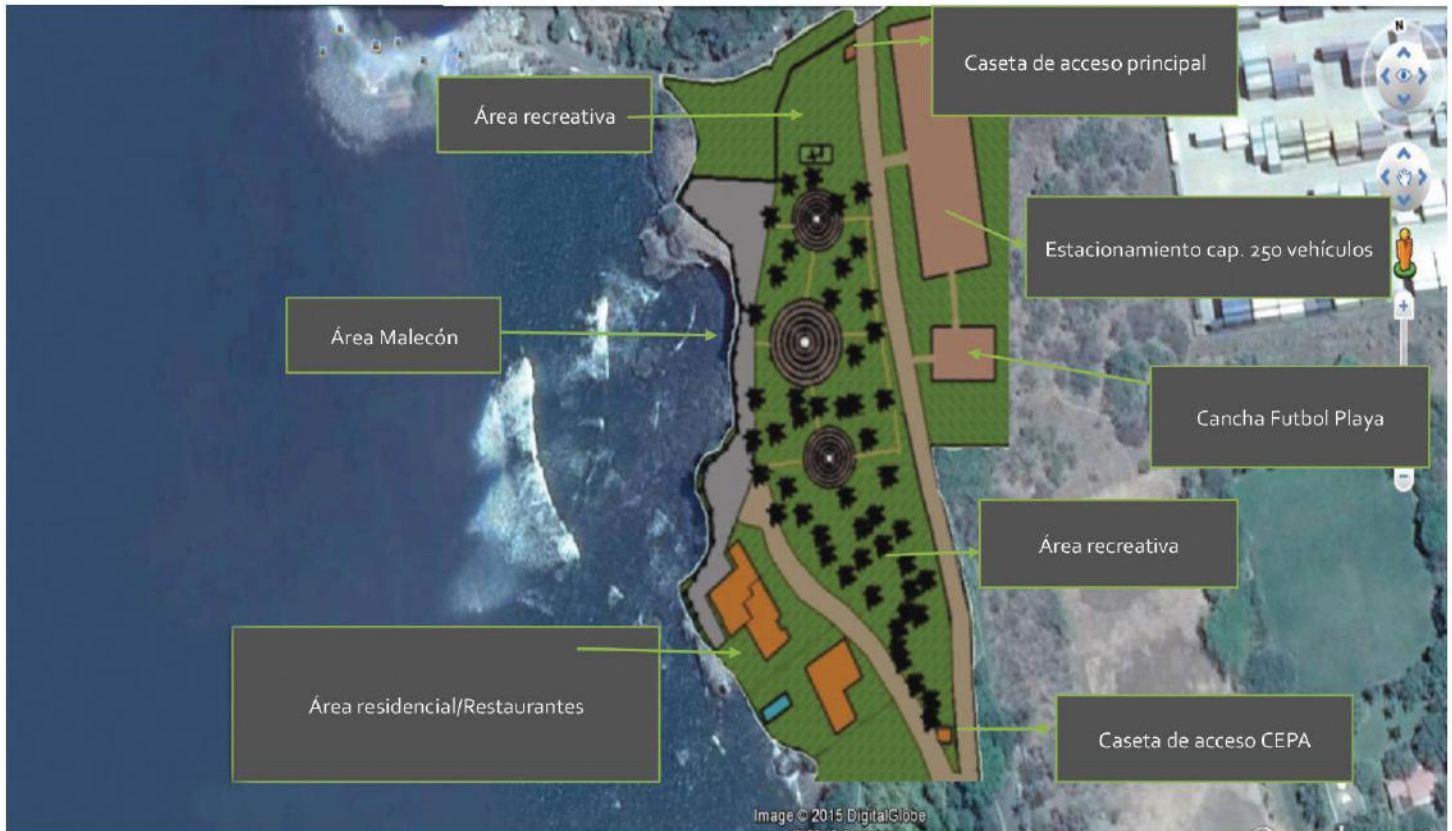 N
Caseta de acceso principal
Área recreativa
Estacionamiento cap. 250 vehículos
Área Malecón
Cancha Futbol Playa
Área recreativa
Área residencial/Restaurantes
Caseta de acceso CEPA
Image © 2015 DigitalGlobe